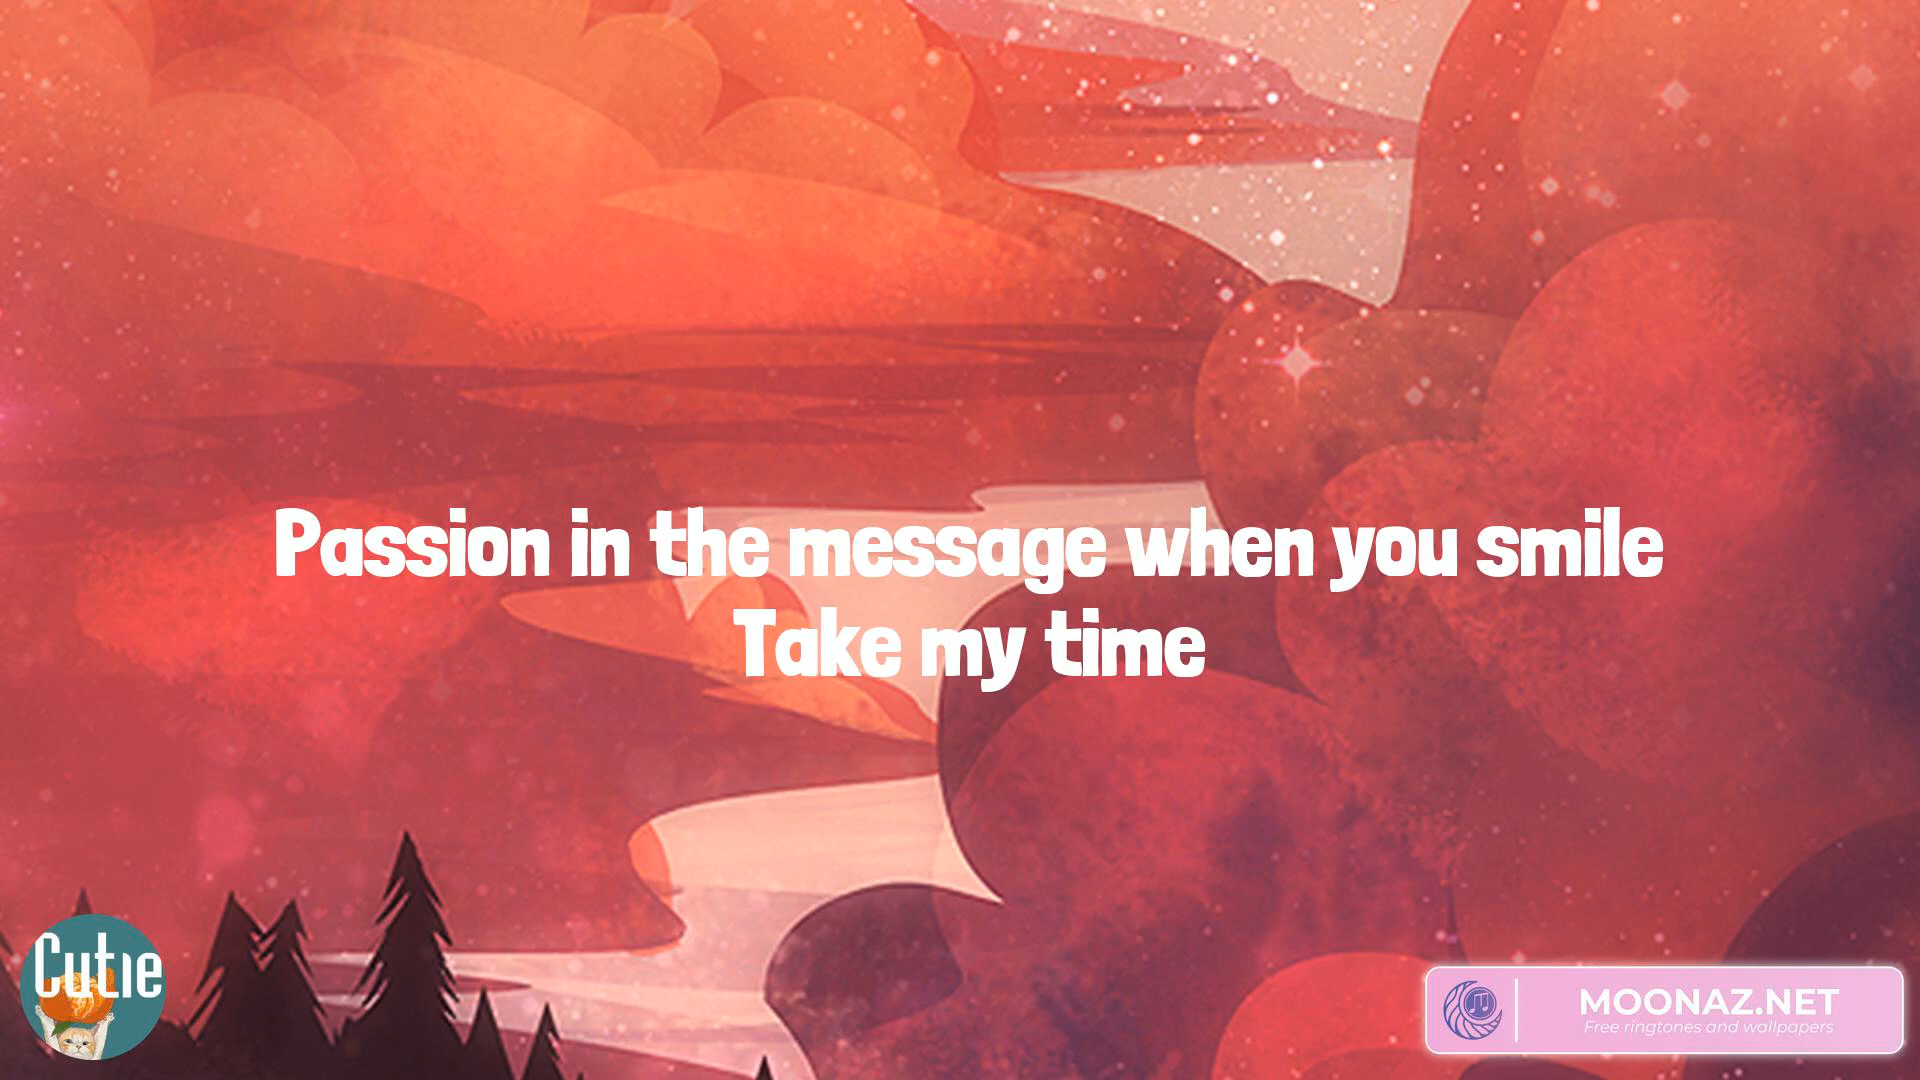 Passion in the message when you smile
Take my time
Cutie
MOONAZ.NET
Free ringtones and wallpapers